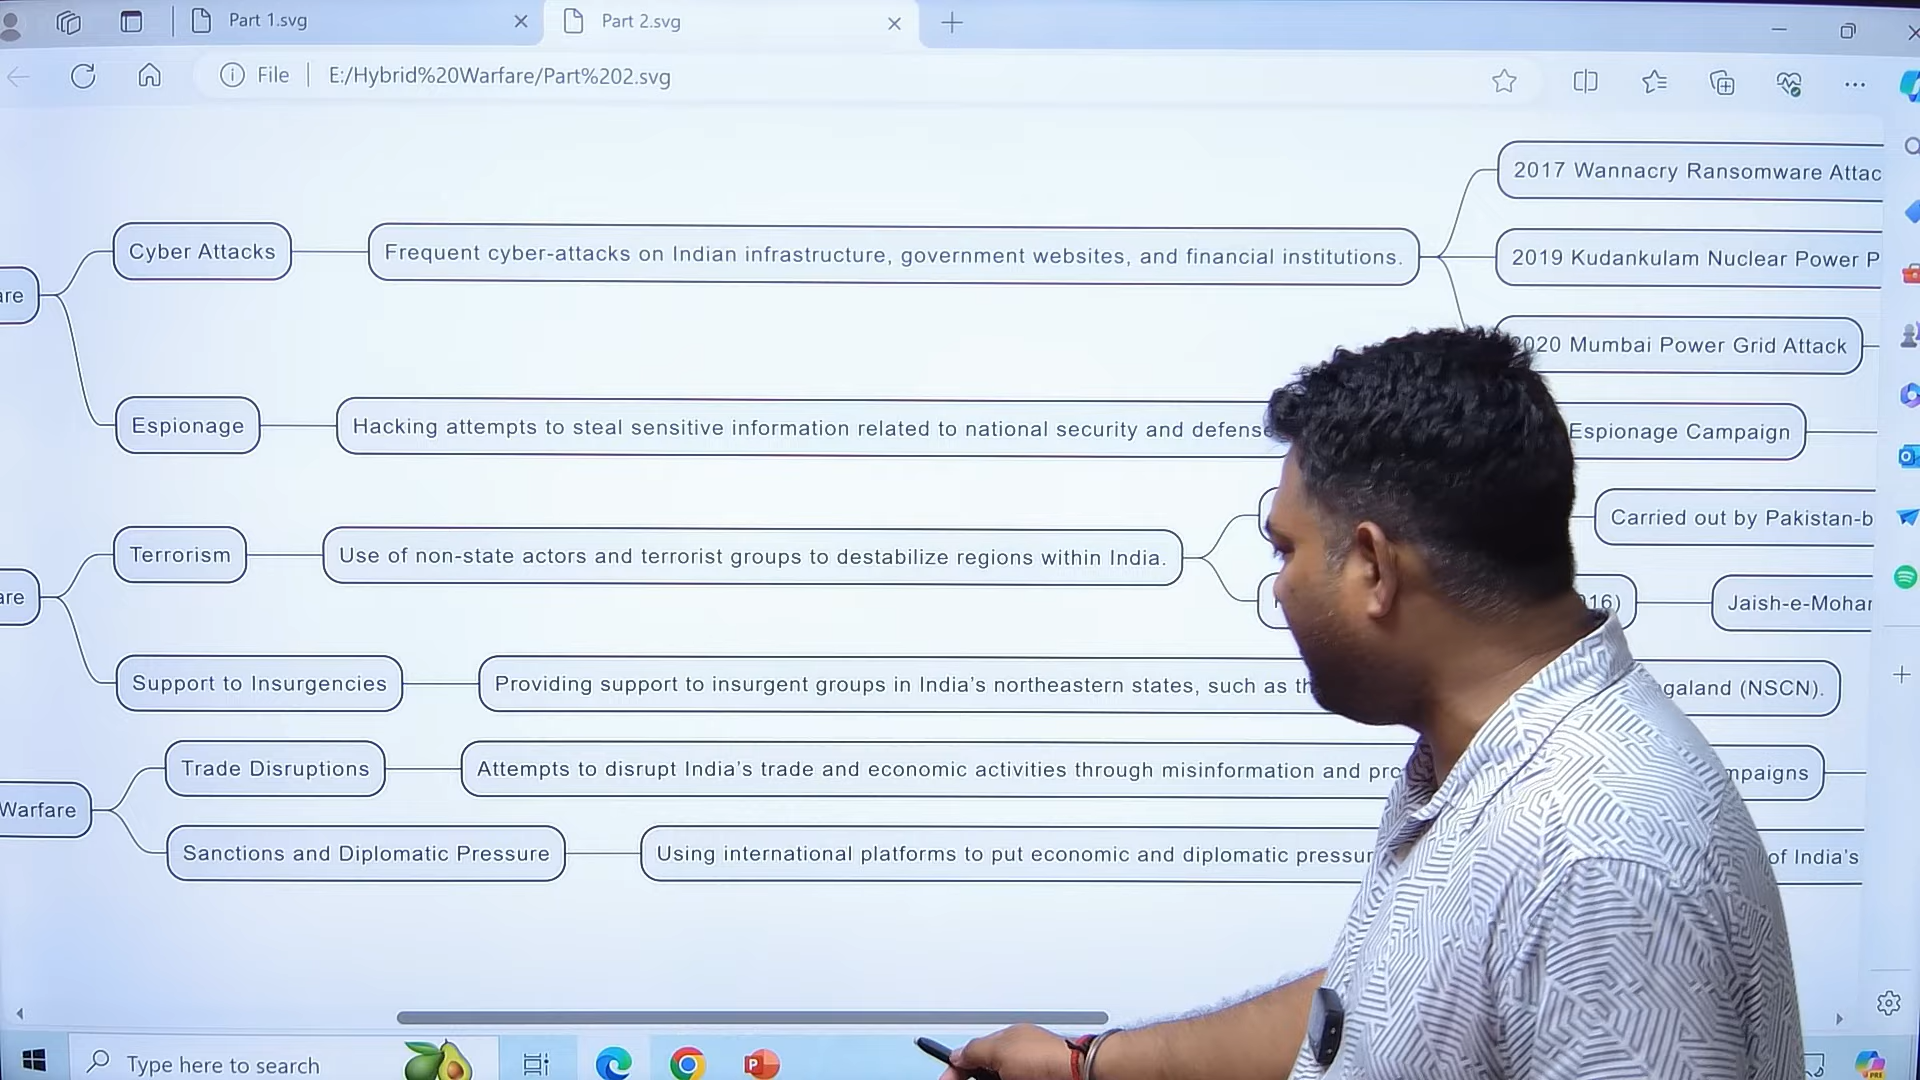 Part 1.svg
Part 2.svg
File
E:/Hybrid%20Warfare/Part%202.svg
2017 Wannacry Ransomware Attac
Cyber Attacks
Frequent cyber-attacks on Indian infrastructure, government websites, and financial institutions.
2019 Kudankulam Nuclear Power P
are
2020 Mumbai Power Grid Attack
Espionage
Hacking attempts to steal sensitive information related to national security and defense
Espionage Campaign
Carried out by Pakistan-b
Terrorism
Use of non-state actors and terrorist groups to destabilize regions within India.
are
16)
Jaish-e-Moha
Support to Insurgencies
Providing support to insurgent groups in India's northeastern states, such as th
galand (NSCN).
Trade Disruptions
Attempts to disrupt India's trade and economic activities through misinformation and pro
mpaigns
Warfare
Sanctions and Diplomatic Pressure
Using international platforms to put economic and diplomatic pressur
of India's
Type here to search